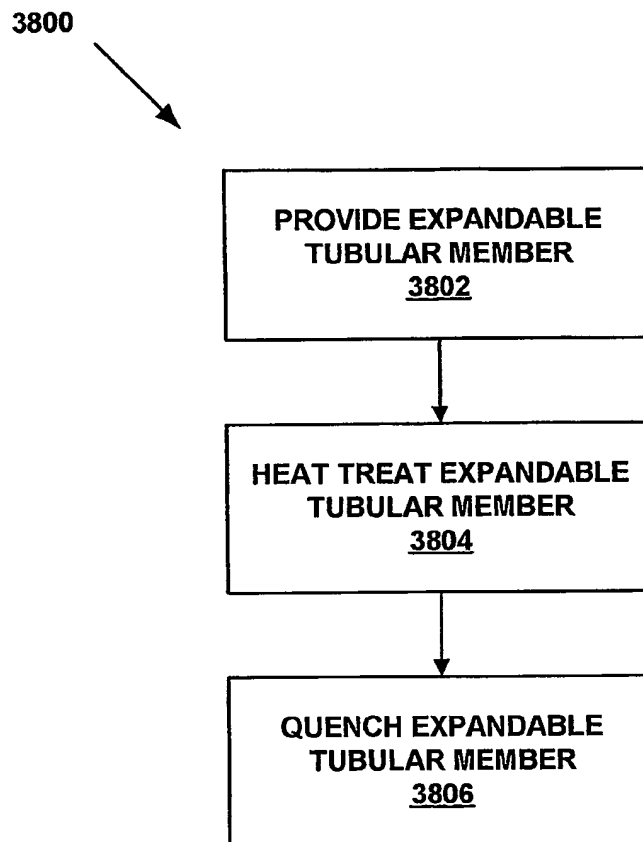 3800
PROVIDE EXPANDABLE
TUBULAR MEMBER
3802
HEAT TREAT EXPANDABLE
TUBULAR MEMBER
3804
QUENCH EXPANDABLE
TUBULAR MEMBER
3806